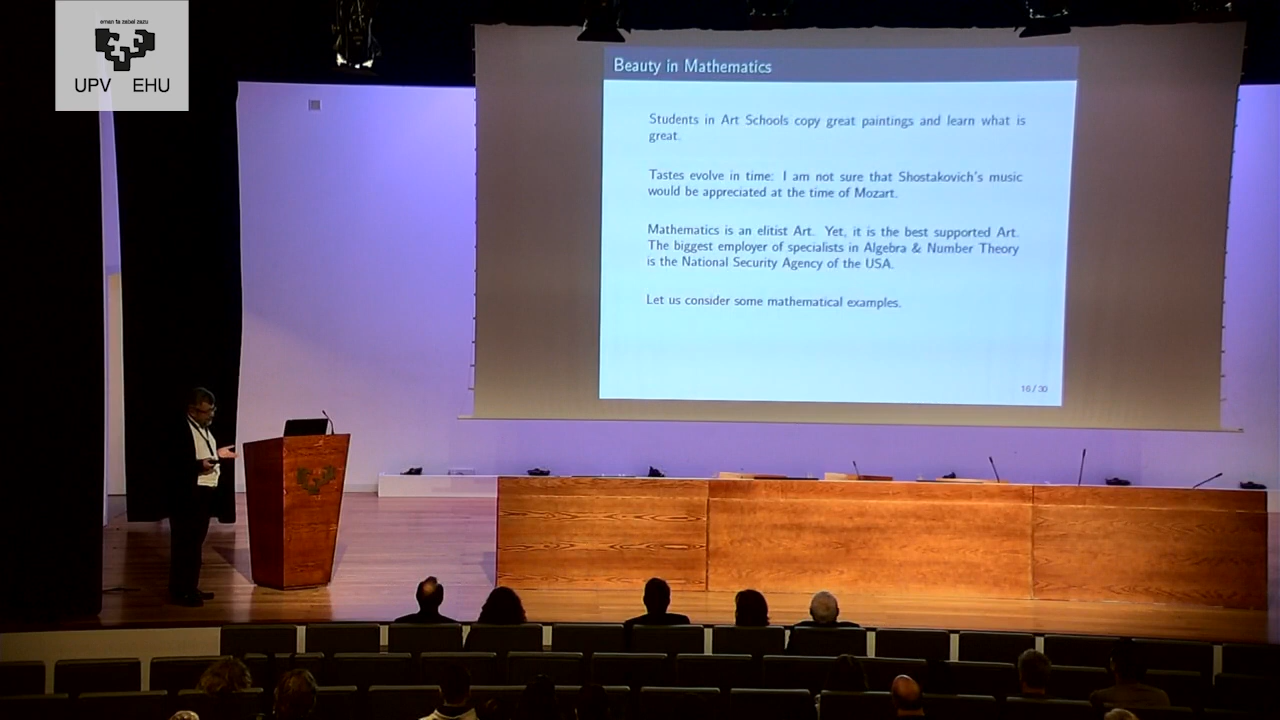 eman ta zabal zazu
UPV EHU
Beauty in Mathematics
Students in Art Schools copy great paintings and learn what is
great.
Tastes evolve in time: I am not sure that Shostakovich's music
would be appreciated at the time of Mozart.
Mathematics is an elitist Art. Yet, it is the best supported Art.
The biggest employer of specialists in Algebra & Number Theory
is the National Security Agency of the USA.
Let us consider some mathematical examples.
16 / 30